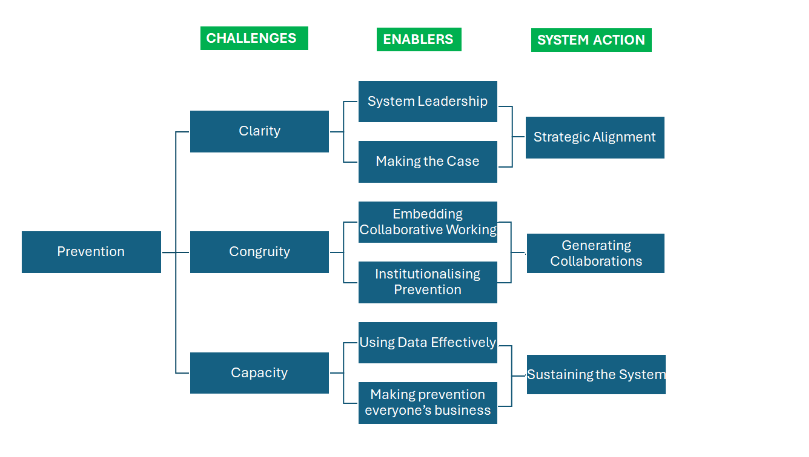 CHALLENGES
ENABLERS
SYSTEM ACTION
Prevention
Clarity
System Leadership
Making the Case
Strategic Alignment
Congruity
Embedding
Collaborative Working
Institutionalising
Prevention
Generating
Collaborations
Capacity
Using Data Effectively
Making prevention
everyone's business
Sustaining the System